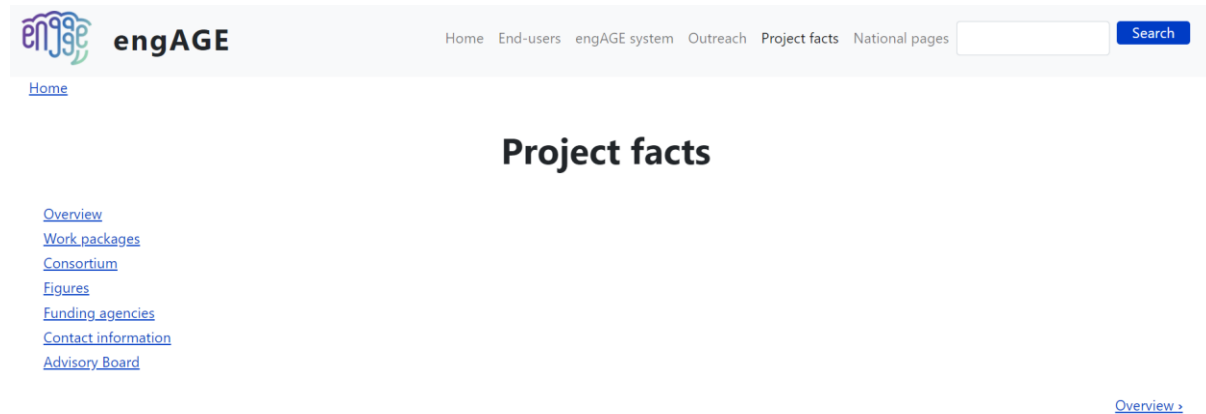 engage
engAGE
Home End-users engAGE system Outreach Project facts National pages Search
Home
Project facts
Overview
Work packages
Consortium
Figures
Funding agencies
Contact information
Advisory Board
Overview ›